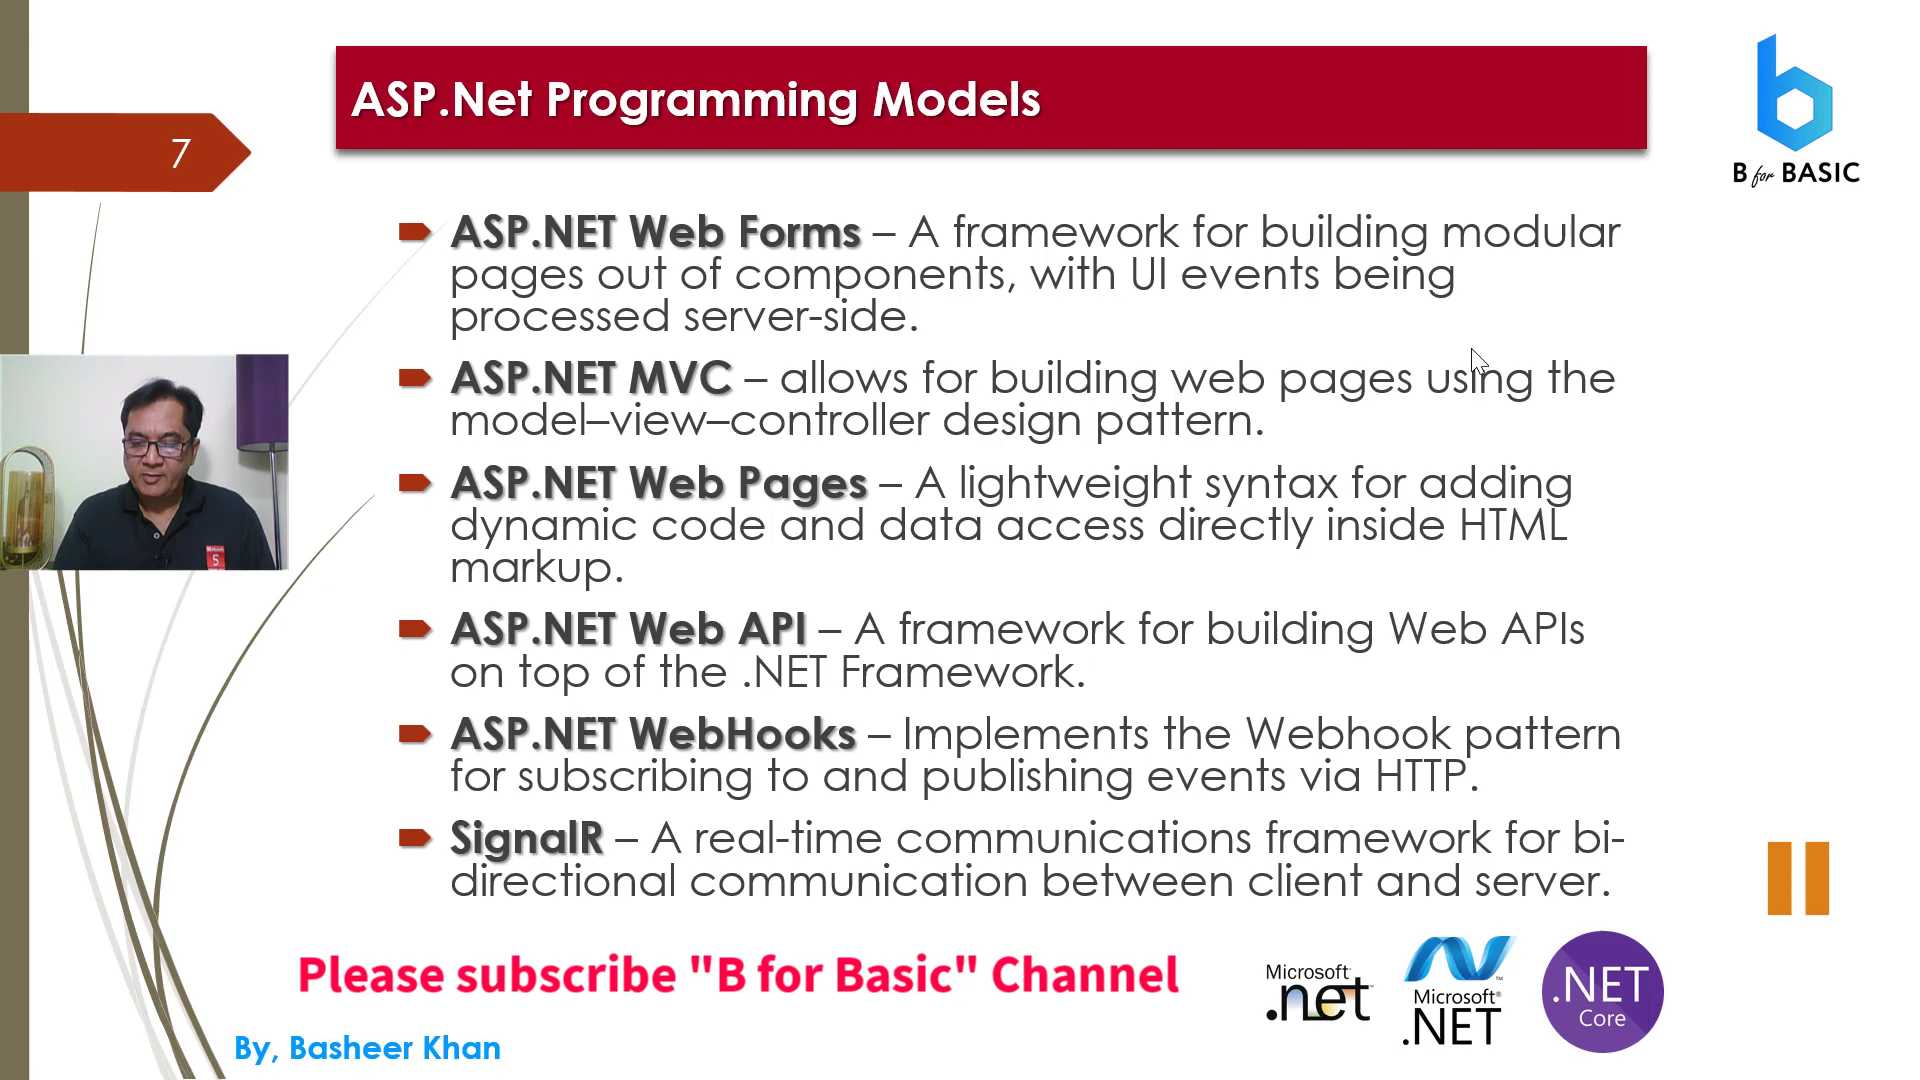 7
ASP.Net Programming Models
B for BASIC
ASP.NET Web Forms – A framework for building modular
pages out of components, with UI events being
processed server-side.
ASP.NET MVC – allows for building web pages using the
model–view–controller design pattern.
ASP.NET Web Pages – A lightweight syntax for adding
dynamic code and data access directly inside HTML
markup.
ASP.NET Web API – A framework for building Web APIs
on top of the .NET Framework.
ASP.NET WebHooks – Implements the Webhook pattern
for subscribing to and publishing events via HTTP.
SignalR – A real-time communications framework for bi-
directional communication between client and server.
Please subscribe "B for Basic" Channel
Microsoft
.net
Microsoft®
.NET
.NET
Core
By, Basheer Khan
5